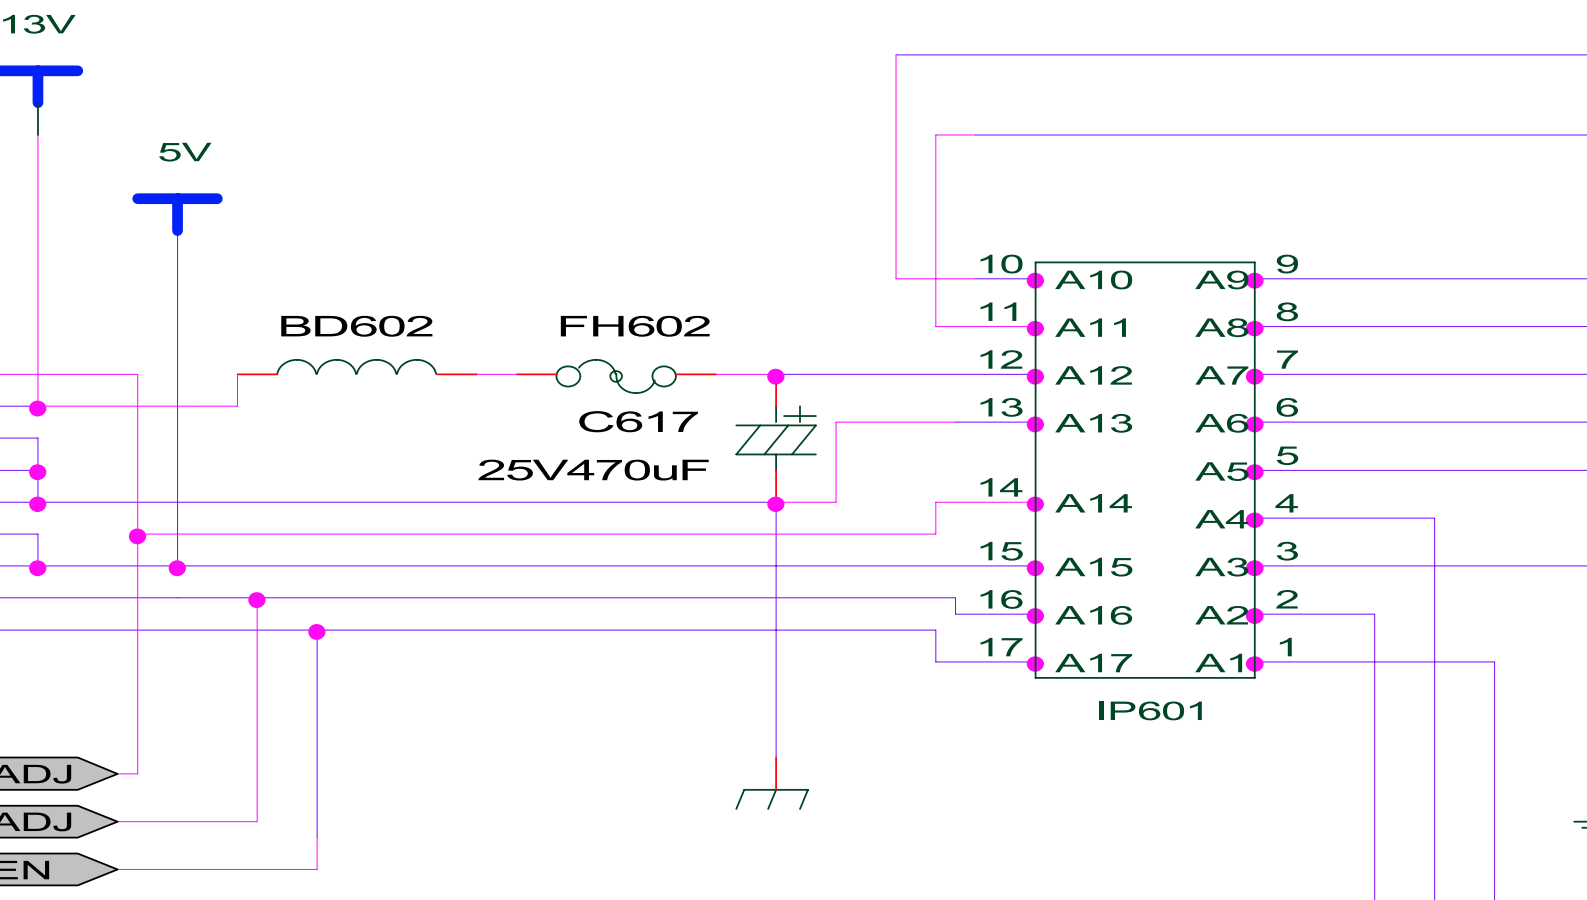 13V
5V
BD602
FH602
C617
25V470uF
10 A10 A9 9
11 A11 A8 8
12 A12 A7 7
13 A13 A6 6
A5 5
14 A14 A4 4
15 A15 A3 3
16 A16 A2 2
17 A17 A1 1
IP601
ADJ
ADJ
EN